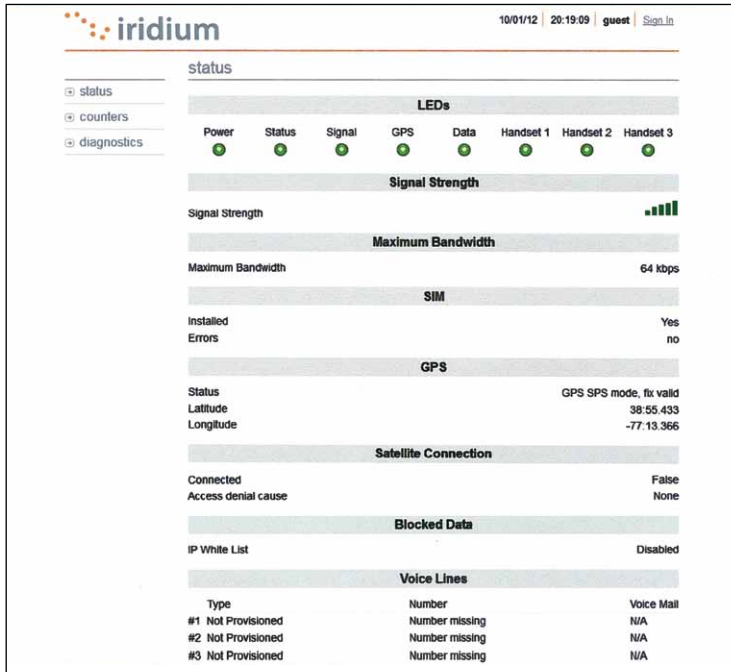 iridium
10/01/12 20:19:09 guest Sign In
status
status
counters
diagnostics
LEDs
Power Status Signal GPS Data Handset 1 Handset 2 Handset 3
Signal Strength
Signal Strength
Maximum Bandwidth
Maximum Bandwidth 64 kbps
SIM
Installed Yes
Errors no
GPS
Status GPS SPS mode, fix valid
Latitude 38:55.433
Longitude -77:13.366
Satellite Connection
Connected False
Access denial cause None
Blocked Data
IP White List Disabled
Voice Lines
Type Number Voice Mail
#1 Not Provisioned Number missing N/A
#2 Not Provisioned Number missing N/A
#3 Not Provisioned Number missing N/A